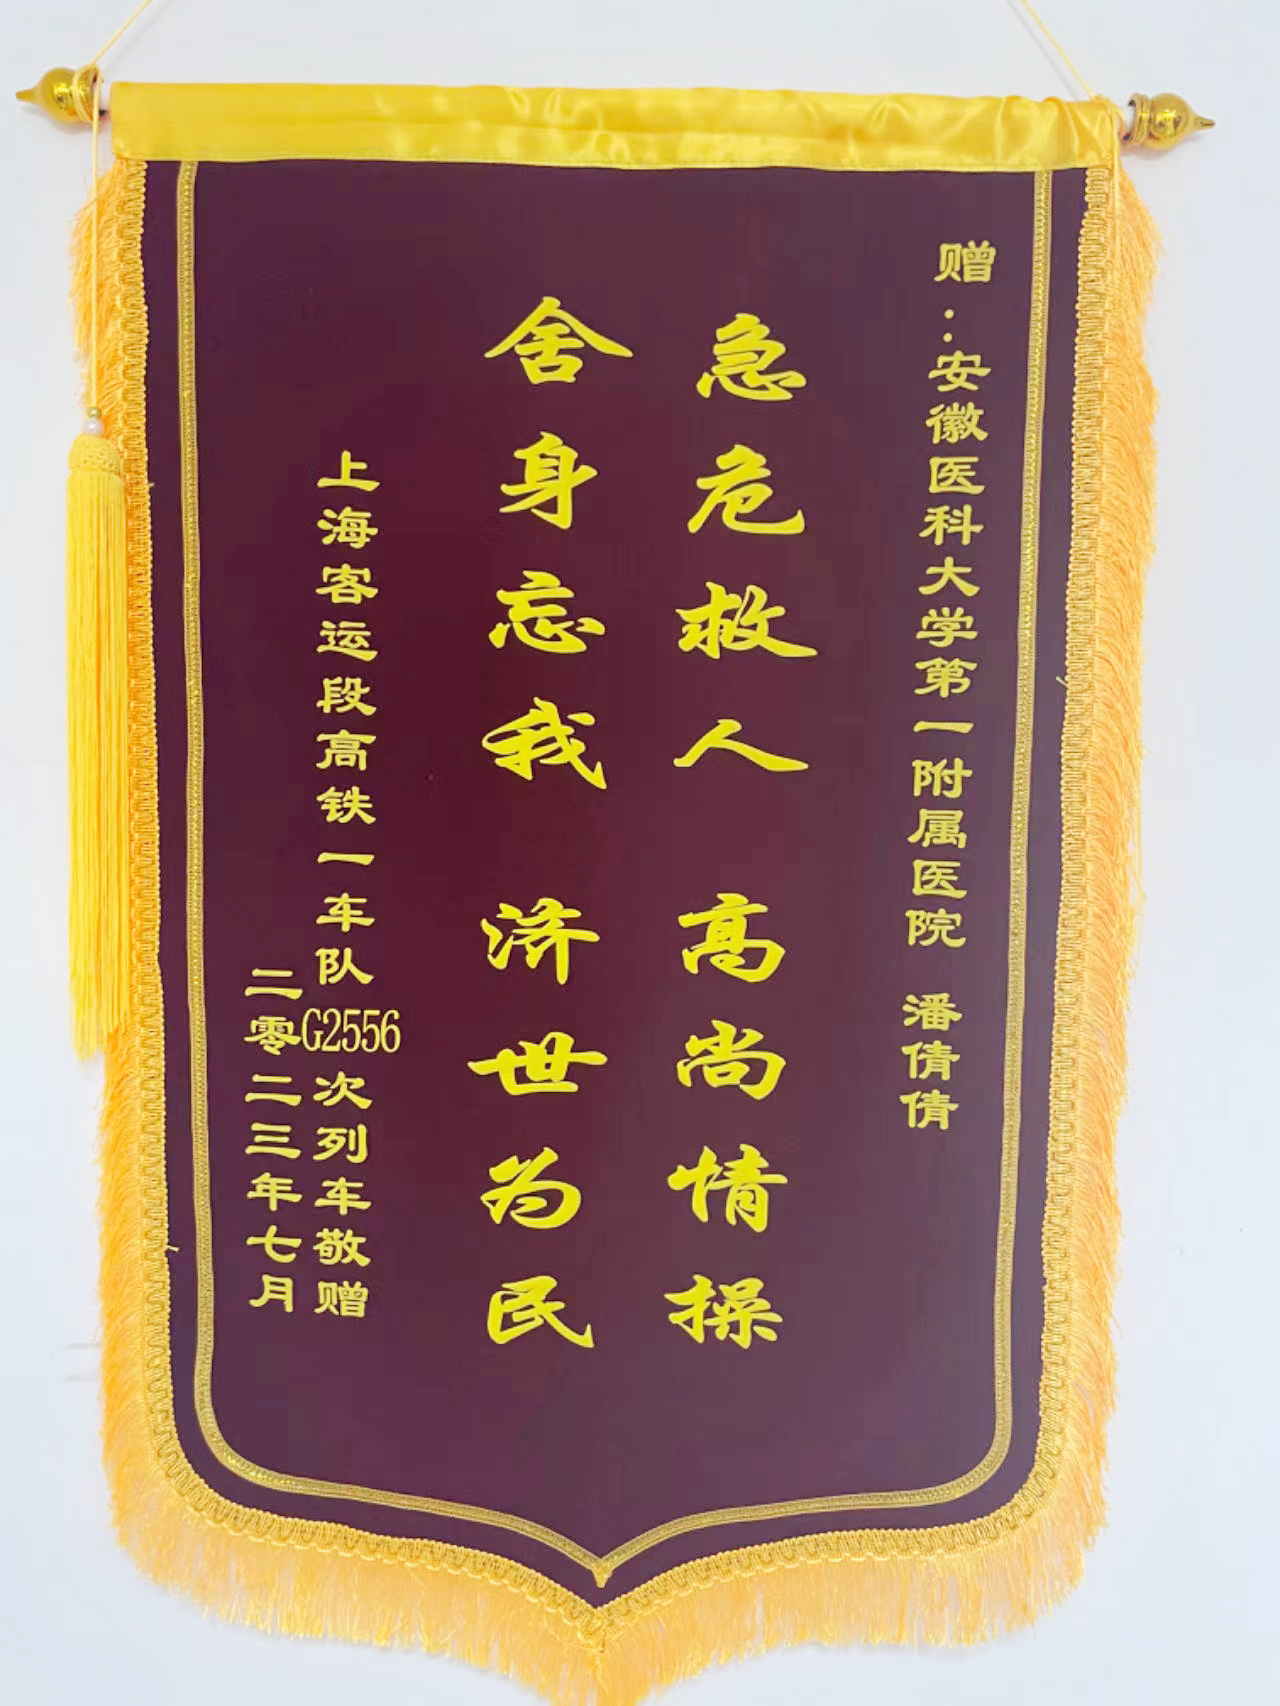 赠：安徽医科大学第一附属医院 潘倩倩
急危救人 高尚情操
舍身忘我 济世为民
上海客运段高铁一车队G2556次列车敬赠
二零二三年七月